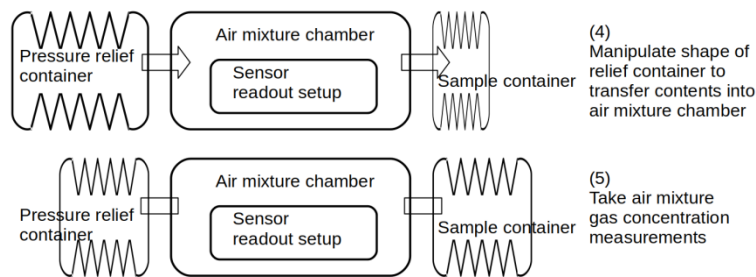 Pressure relief
container
Air mixture chamber
Sensor
readout setup
Sample container
(4)
Manipulate shape of
relief container to
transfer contents into
air mixture chamber
Pressure relief
container
Air mixture chamber
Sensor
readout setup
Sample container
(5)
Take air mixture
gas concentration
measurements